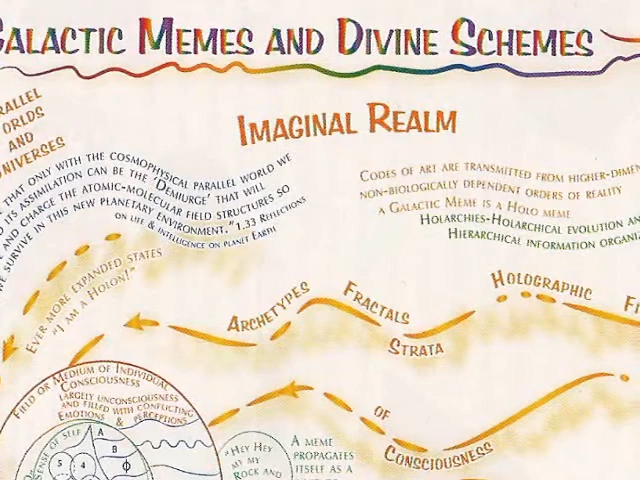 GALACTIC MEMES AND DIVINE SCHEMES
IMAGINAL REALM
AND
THAT ONLY WITH THE COSMOPHYSICAL PARALLEL WORLD WE
ITS ASSIMILATION CAN BE THE 'DEMIURGE' THAT WILL
AND CHARGE THE ATOMIC-MOLECULAR FIELD STRUCTURES SO
WE SURVIVE IN THIS NEW PLANETARY ENVIRONMENT." 1.33 REFLECTIONS
ON LIFE & INTELLIGENCE ON PLANET EARTH
CODES OF ART ARE TRANSMITTED FROM HIGHER-DIMEN
NON-BIOLOGICALLY DEPENDENT ORDERS OF REALITY
A GALACTIC MEME IS A HOLO MEME
HOLARCHIES-HOLARCHICAL EVOLUTION AN
HIERARCHICAL INFORMATION ORGANIZ
EVER MORE EXPANDED STATES
"I AM A HOLON!"
ARCHETYPES FRACTALS STRATA HOLOGRAPHIC FI
OF CONSCIOUSNESS
FIELD OR MEDIUM OF INDIVIDUAL
CONSCIOUSNESS
LARGELY UNCONSCIOUSNESS
AND FILLED WITH CONFLICTING
EMOTIONS & PERCEPTIONS
SENSE OF SELF
A
B
Φ
5 4
"HEY HEY
MY MY
ROCK AND
A MEME
PROPAGATES
ITSELF AS A